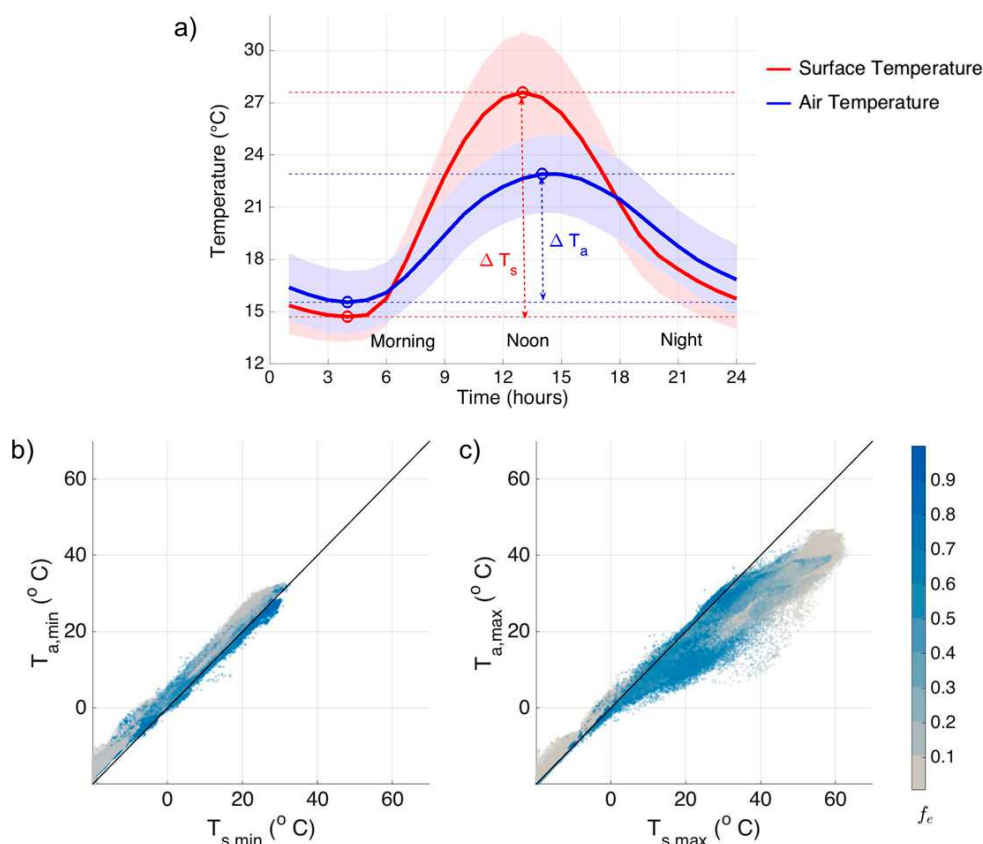 a)
30
27
24
21
18
15
12
Temperature (°C)
Surface Temperature
Air Temperature
Δ Ts
Δ Ta
Morning
Noon
Night
0 3 6 9 12 15 18 21 24
Time (hours)
b)
60
40
20
0
Ta,min (° C)
0 20 40 60
Ts,min (° C)
c)
60
40
20
0
Ta,max (° C)
0 20 40 60
Ts,max (° C)
0.9
0.8
0.7
0.6
0.5
0.4
0.3
0.2
0.1
fe